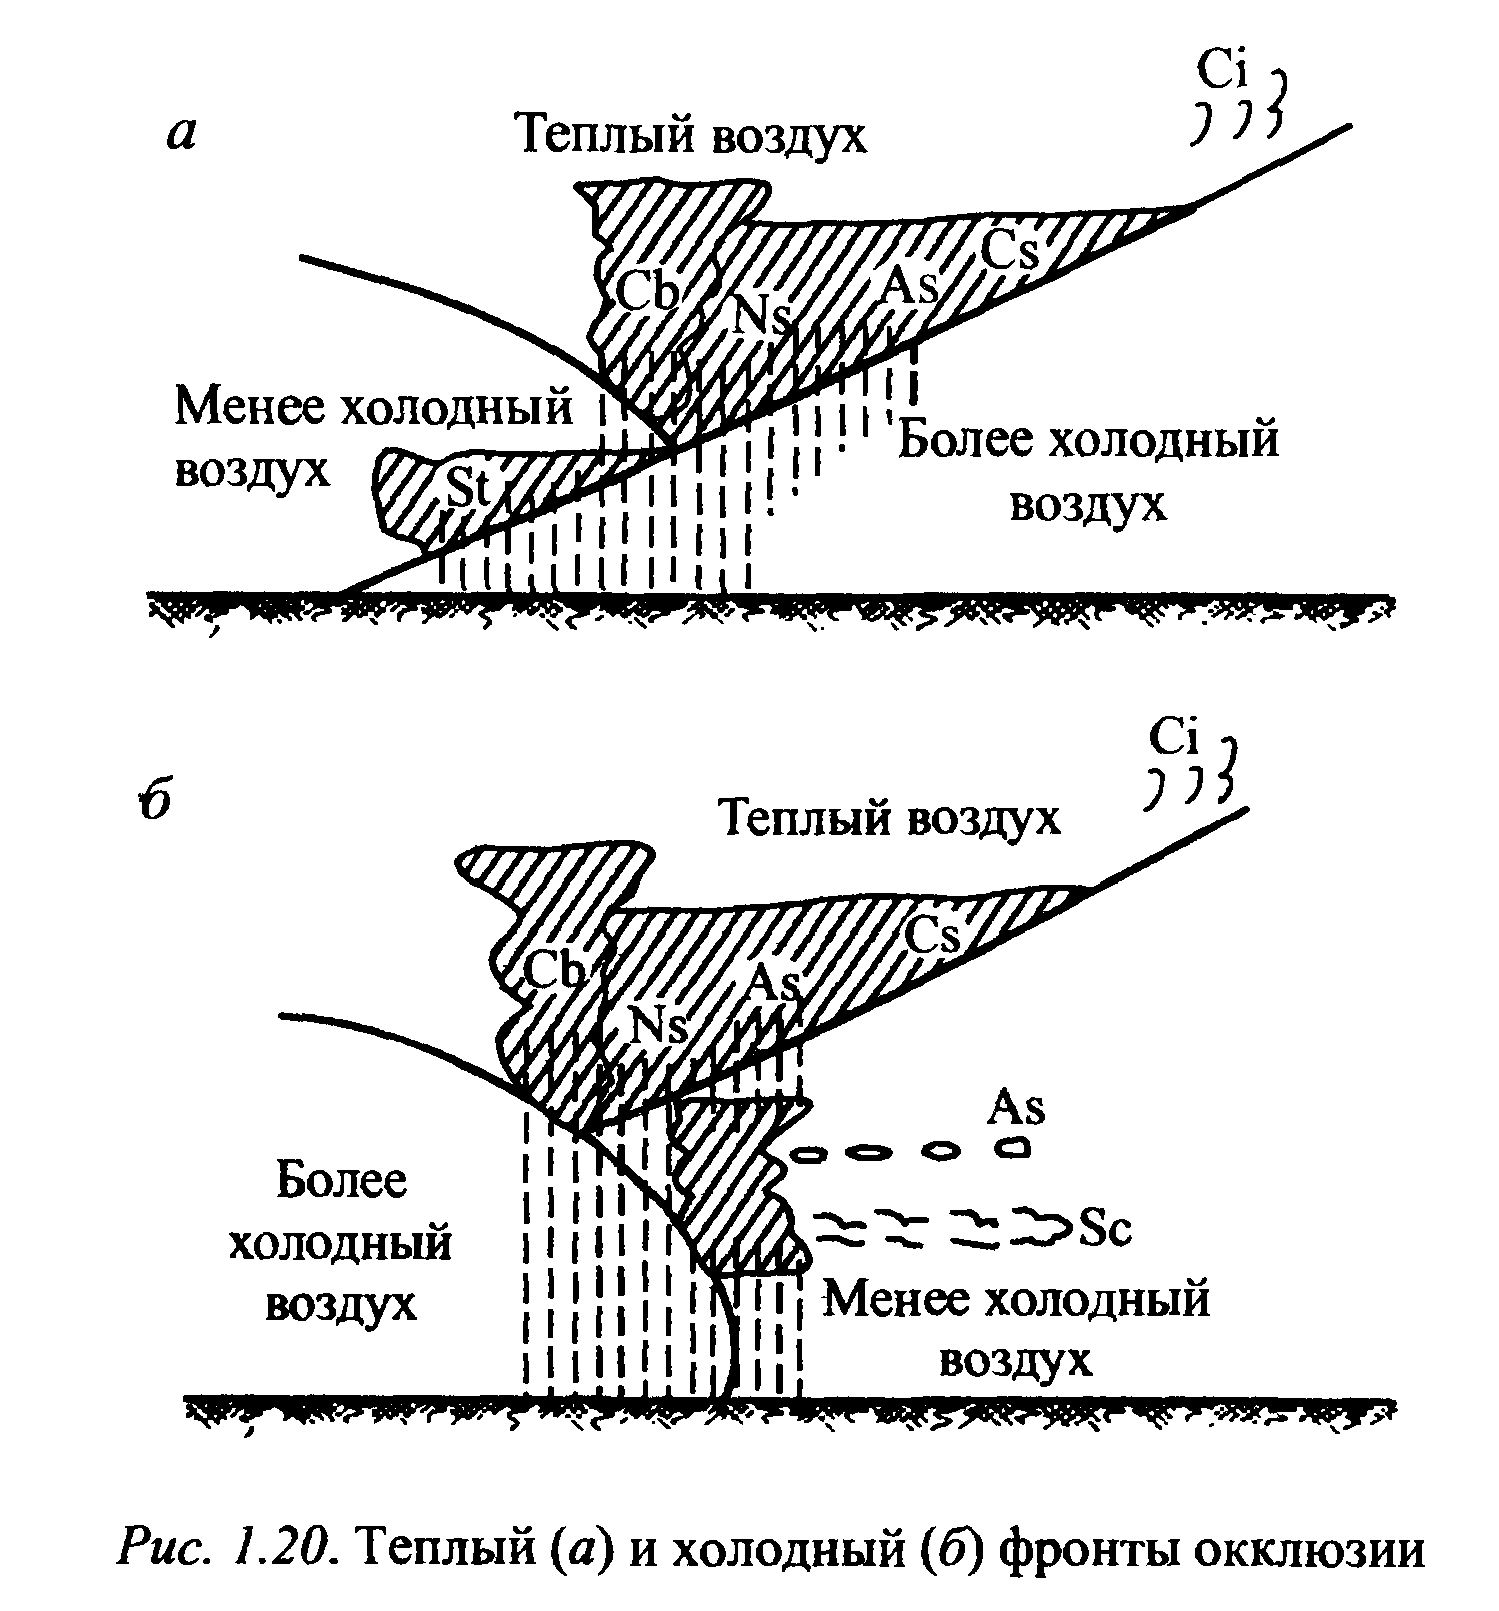 а
Ci
Теплый воздух
Cs
As
Cb
Ns
Менее холодный
воздух
St
Более холодный
воздух
б
Ci
Теплый воздух
Cs
Cb
As
Ns
As
Более
холодный
воздух
Sc
Менее холодный
воздух
Рис. 1.20. Теплый (а) и холодный (б) фронты окклюзии